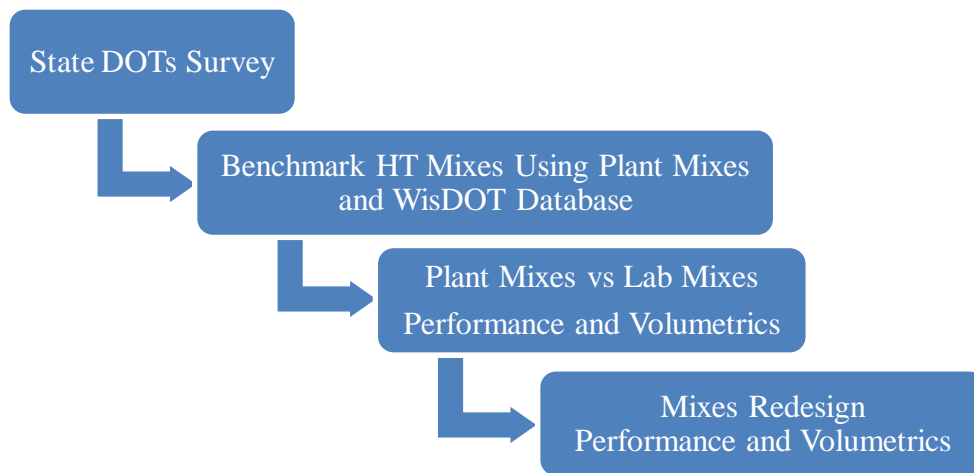 State DOTs Survey
Benchmark HT Mixes Using Plant Mixes
and WisDOT Database
Plant Mixes vs Lab Mixes
Performance and Volumetrics
Mixes Redesign
Performance and Volumetrics